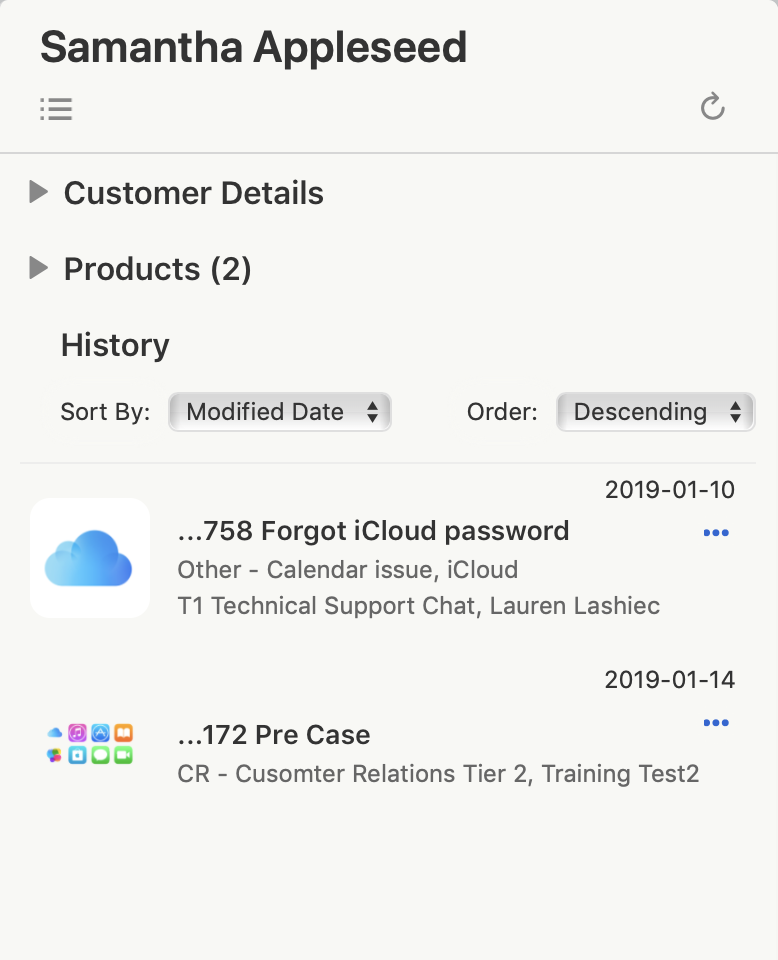 Samantha Appleseed
Customer Details
Products (2)
History
Sort By: Modified Date Order: Descending
2019-01-10
...758 Forgot iCloud password
Other - Calendar issue, iCloud
T1 Technical Support Chat, Lauren Lashiec
2019-01-14
...172 Pre Case
CR - Cusomter Relations Tier 2, Training Test2